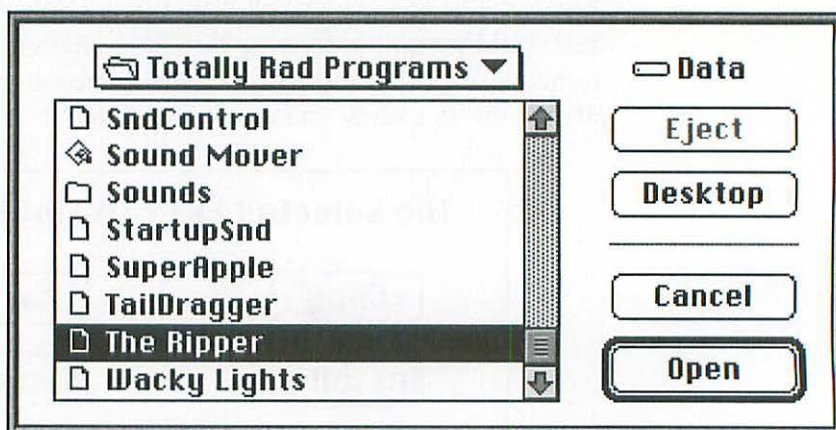 Totally Rad Programs
Data
SndControl
Sound Mover
Sounds
StartupSnd
SuperApple
TailDragger
The Ripper
Wacky Lights
Eject
Desktop
Cancel
Open